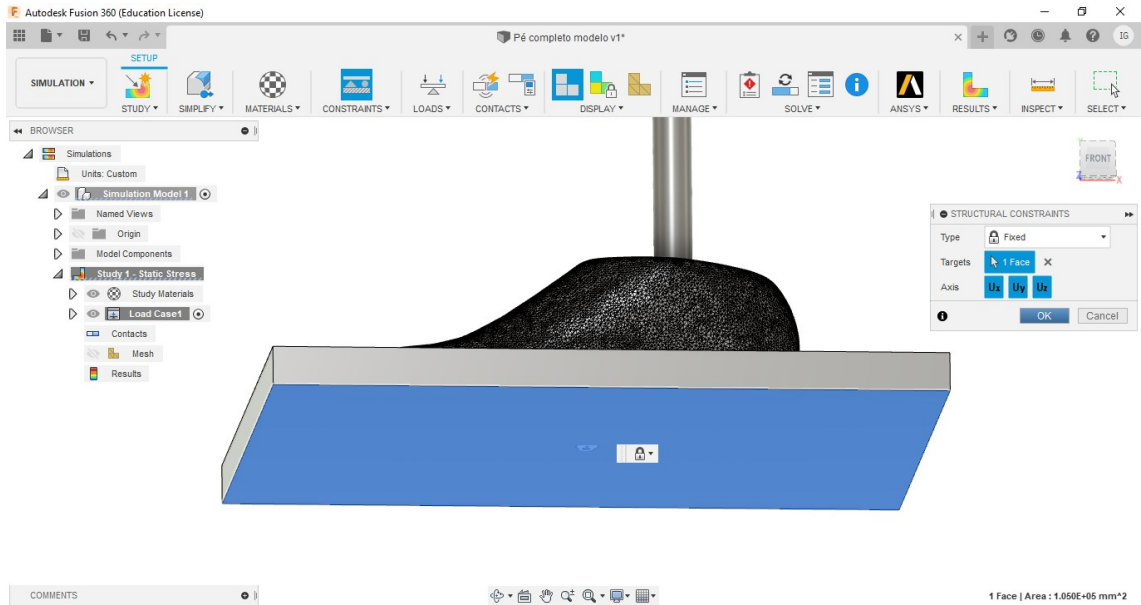 Autodesk Fusion 360 (Education License)
Pé completo modelo v1*
IG
SETUP
SIMULATION
STUDY
SIMPLIFY
MATERIALS
CONSTRAINTS
LOADS
CONTACTS
DISPLAY
MANAGE
SOLVE
ANSYS
RESULTS
INSPECT
SELECT
BROWSER
Simulations
Units: Custom
Simulation Model 1
Named Views
Origin
Model Components
Study 1 - Static Stress
Study Materials
Load Case1
Contacts
Mesh
Results
FRONT
Y
Z
X
STRUCTURAL CONSTRAINTS
Type Fixed
Targets 1 Face
Axis Ux Uy Uz
OK Cancel
COMMENTS
1 Face | Area : 1.050E+05 mm^2